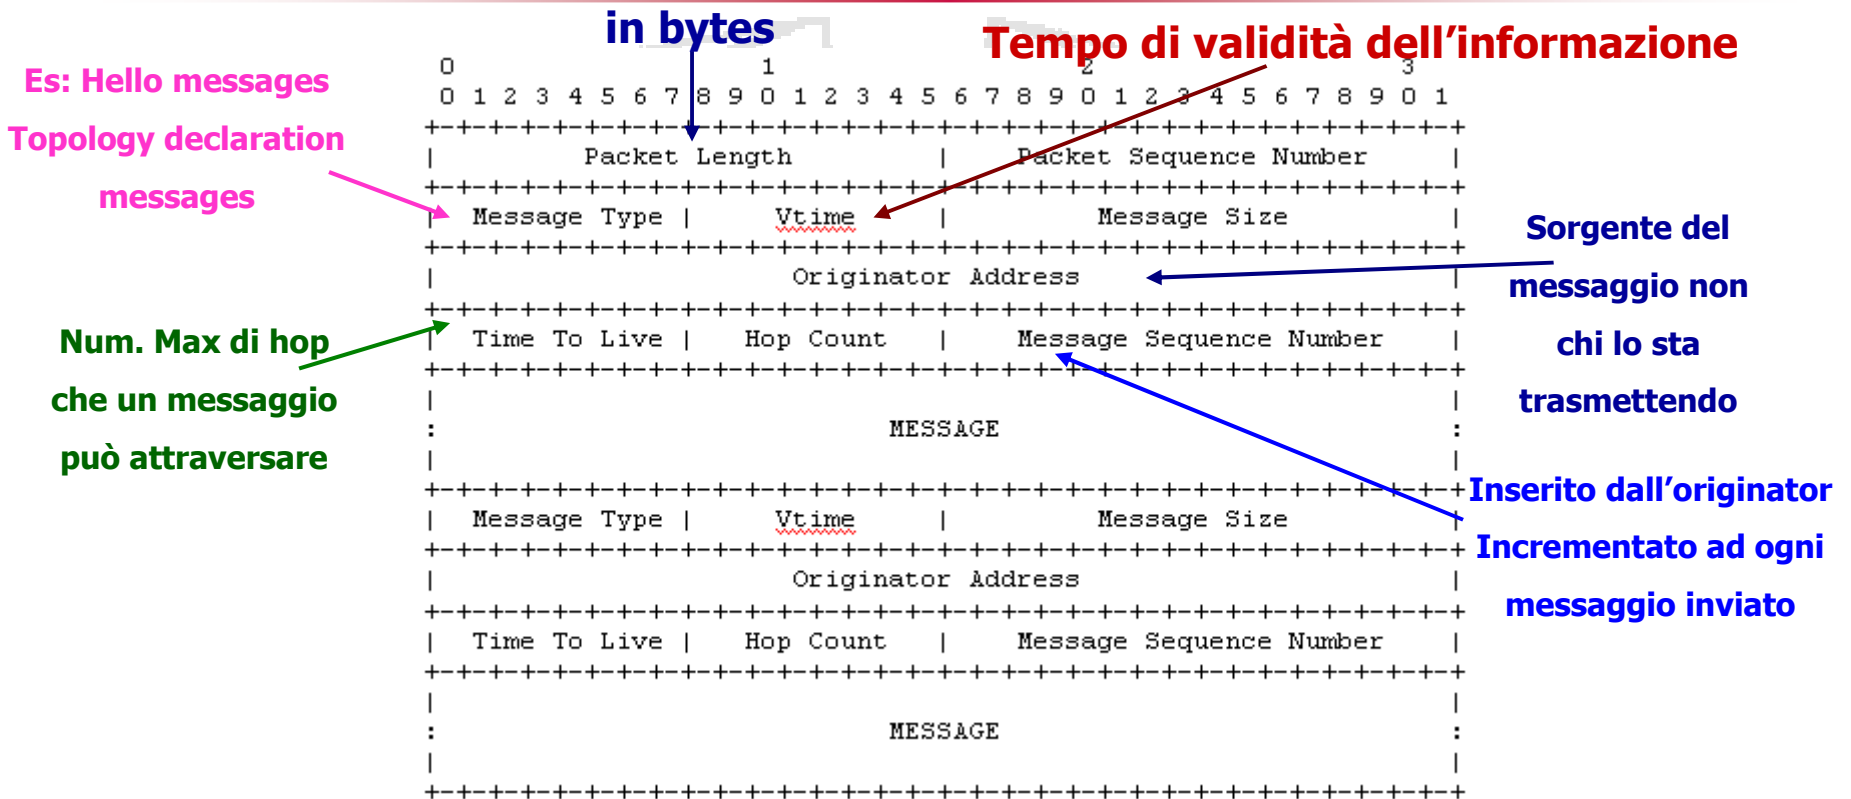 in bytes
Tempo di validità dell'informazione
Es: Hello messages
Topology declaration
messages
0 1 2 3
0 1 2 3 4 5 6 7 8 9 0 1 2 3 4 5 6 7 8 9 0 1 2 3 4 5 6 7 8 9 0 1
+-+-+-+-+-+-+-+-+-+-+-+-+-+-+-+-+-+-+-+-+-+-+-+-+-+-+-+-+-+-+-+-+
| Packet Length | Packet Sequence Number |
+-+-+-+-+-+-+-+-+-+-+-+-+-+-+-+-+-+-+-+-+-+-+-+-+-+-+-+-+-+-+-+-+
| Message Type | Vtime | Message Size |
+-+-+-+-+-+-+-+-+-+-+-+-+-+-+-+-+-+-+-+-+-+-+-+-+-+-+-+-+-+-+-+-+
| Originator Address |
+-+-+-+-+-+-+-+-+-+-+-+-+-+-+-+-+-+-+-+-+-+-+-+-+-+-+-+-+-+-+-+-+
| Time To Live | Hop Count | Message Sequence Number |
+-+-+-+-+-+-+-+-+-+-+-+-+-+-+-+-+-+-+-+-+-+-+-+-+-+-+-+-+-+-+-+-+
| |
: MESSAGE :
| |
+-+-+-+-+-+-+-+-+-+-+-+-+-+-+-+-+-+-+-+-+-+-+-+-+-+-+-+-+-+-+-+-+
| Message Type | Vtime | Message Size |
+-+-+-+-+-+-+-+-+-+-+-+-+-+-+-+-+-+-+-+-+-+-+-+-+-+-+-+-+-+-+-+-+
| Originator Address |
+-+-+-+-+-+-+-+-+-+-+-+-+-+-+-+-+-+-+-+-+-+-+-+-+-+-+-+-+-+-+-+-+
| Time To Live | Hop Count | Message Sequence Number |
+-+-+-+-+-+-+-+-+-+-+-+-+-+-+-+-+-+-+-+-+-+-+-+-+-+-+-+-+-+-+-+-+
| |
: MESSAGE :
| |
+-+-+-+-+-+-+-+-+-+-+-+-+-+-+-+-+-+-+-+-+-+-+-+-+-+-+-+-+-+-+-+-+
Num. Max di hop
che un messaggio
può attraversare
Sorgente del
messaggio non
chi lo sta
trasmettendo
Inserito dall'originator
Incrementato ad ogni
messaggio inviato